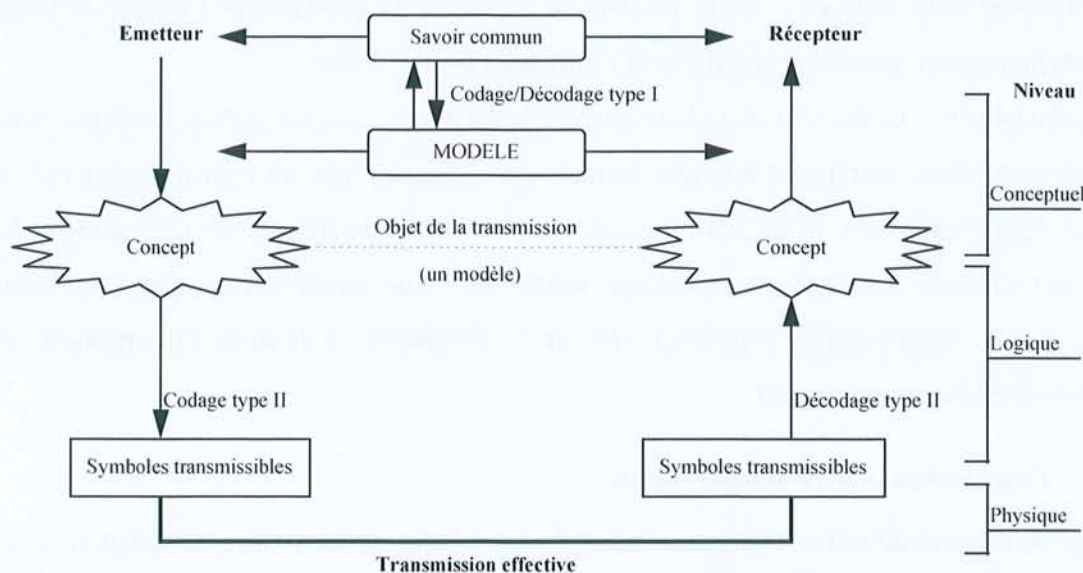 Emetteur
Savoir commun
Récepteur
Niveau
Codage/Décodage type I
MODELE
Conceptuel
Concept
Objet de la transmission
(un modèle)
Concept
Logique
Codage type II
Décodage type II
Symboles transmissibles
Symboles transmissibles
Physique
Transmission effective